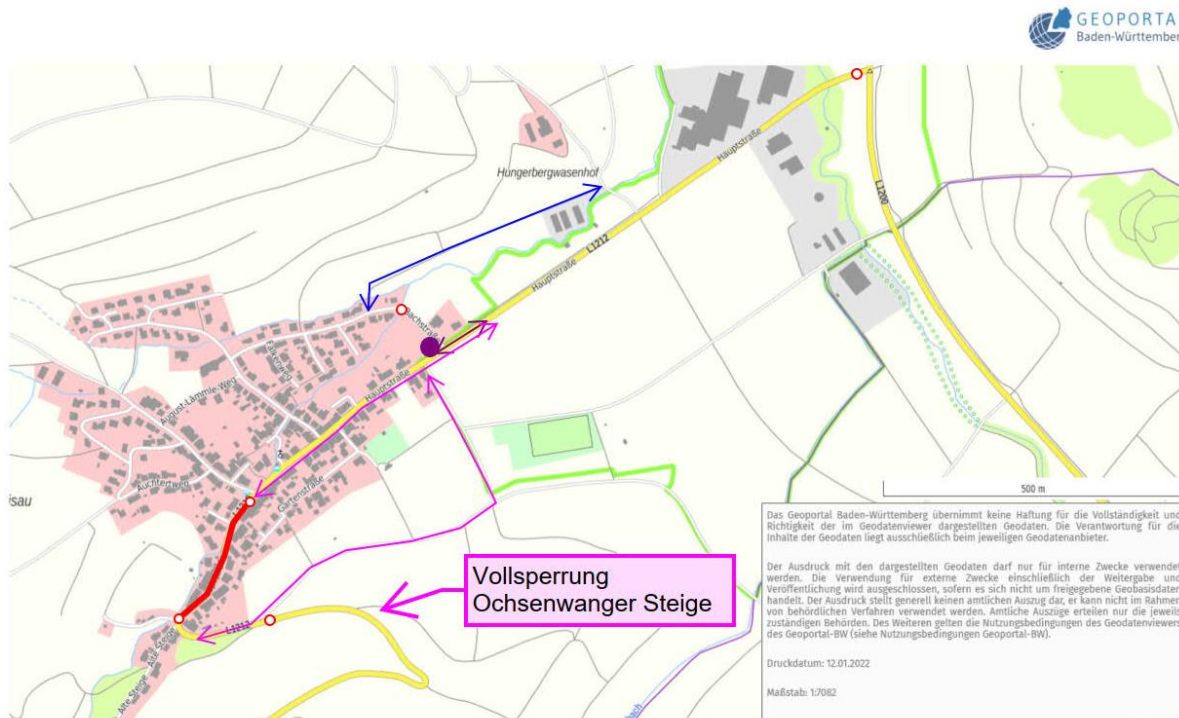 GEOPORTA
Baden-Württember
Hauptstraße
Hungerbergwasenhof
L1200
L1212
Hauptstraße
Falkenweg
Hauptstraße
August-Lämmle-Weg
Auchtertweg
Gartenstraße
isau
500 m
Das Geoportal Baden-Württemberg übernimmt keine Haftung für die Vollständigkeit und
Richtigkeit der im Geodatenviewer dargestellten Geodaten. Die Verantwortung für die
Inhalte der Geodaten liegt ausschließlich beim jeweiligen Geodatenanbieter.
Der Ausdruck mit den dargestellten Geodaten darf nur für interne Zwecke verwendet
werden. Die Verwendung für externe Zwecke einschließlich der Weitergabe und
Veröffentlichung wird ausgeschlossen, sofern es sich nicht um freigegebene Geobasisdaten
handelt. Der Ausdruck stellt generell keinen amtlichen Auszug dar, er kann nicht im Rahmen
von behördlichen Verfahren verwendet werden. Amtliche Auszüge erteilen nur die jeweils
zuständigen Behörden. Des Weiteren gelten die Nutzungsbedingungen des Geodatenviewers
des Geoportal-BW (siehe Nutzungsbedingungen Geoportal-BW).
Druckdatum: 12.01.2022
Maßstab: 1:7082
Vollsperrung
Ochsenwanger Steige
L1212
Alte Steige
Alte Steige